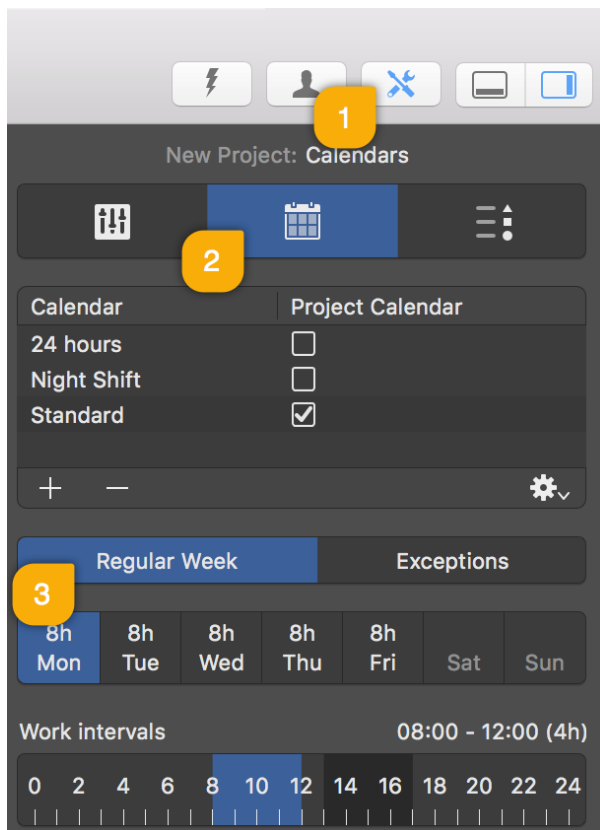 1
New Project: Calendars
2
Calendar Project Calendar
24 hours
Night Shift
Standard
Regular Week Exceptions
3
8h 8h 8h 8h 8h
Mon Tue Wed Thu Fri Sat Sun
Work intervals 08:00 - 12:00 (4h)
0 2 4 6 8 10 12 14 16 18 20 22 24